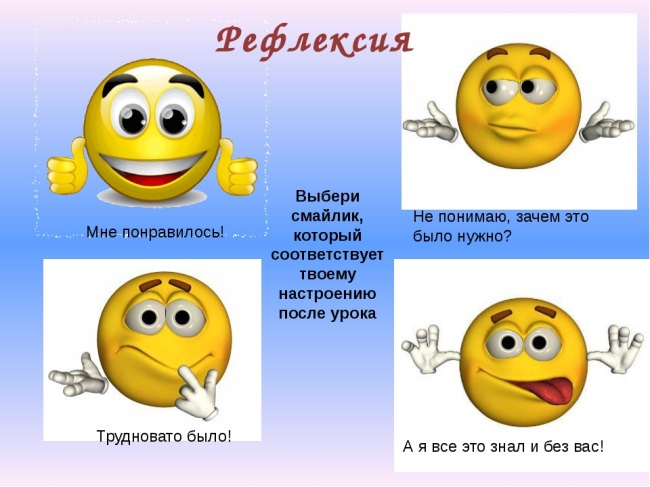 Рефлексия
Мне понравилось!
Не понимаю, зачем это
было нужно?
Выбери
смайлик,
который
соответствует
твоему
настроению
после урока
Трудновато было!
А я все это знал и без вас!